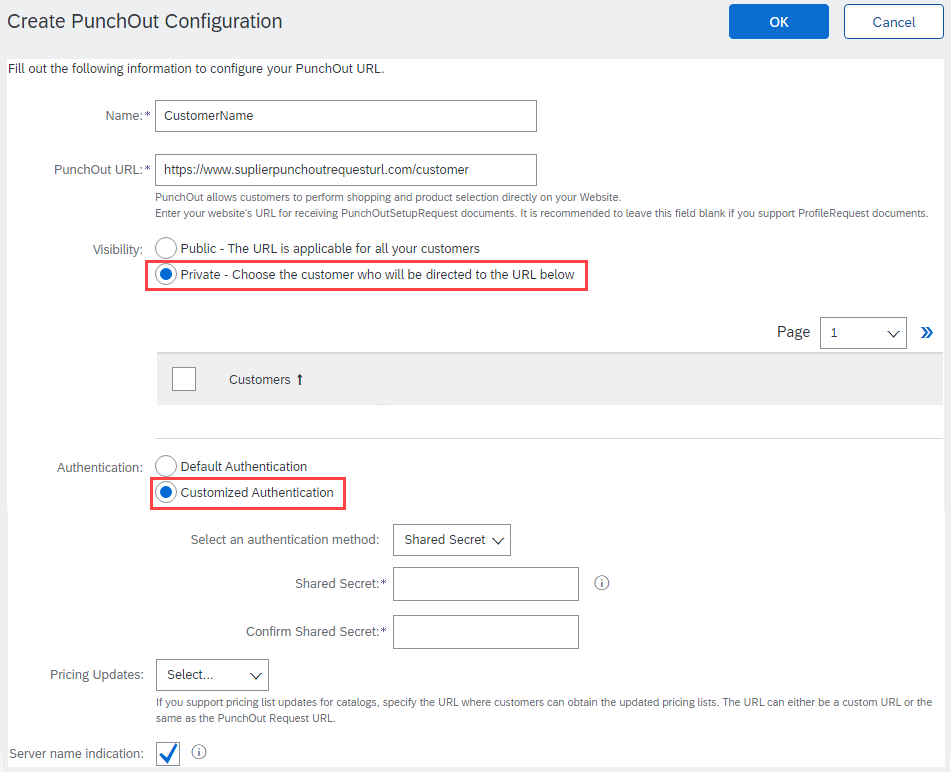 Create PunchOut Configuration
OK
Cancel
Fill out the following information to configure your PunchOut URL.
Name:* CustomerName
PunchOut URL:* https://www.suplierpunchoutrequesturl.com/customer
PunchOut allows customers to perform shopping and product selection directly on your Website.
Enter your website's URL for receiving PunchOutSetupRequest documents. It is recommended to leave this field blank if you support ProfileRequest documents.
Visibility: Public - The URL is applicable for all your customers
Private - Choose the customer who will be directed to the URL below
Page 1 »
Customers ↑
Authentication: Default Authentication
Customized Authentication
Select an authentication method: Shared Secret
Shared Secret:*
Confirm Shared Secret:*
Pricing Updates: Select...
If you support pricing list updates for catalogs, specify the URL where customers can obtain the updated pricing lists. The URL can either be a custom URL or the
same as the PunchOut Request URL.
Server name indication: